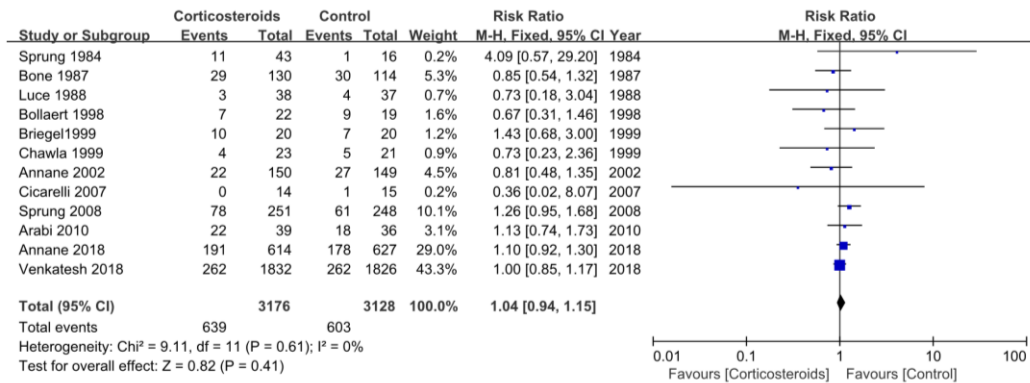 Corticosteroids Control Risk Ratio Risk Ratio
Study or Subgroup Events Total Events Total Weight M-H, Fixed, 95% CI Year M-H, Fixed, 95% CI
Sprung 1984 11 43 1 16 0.2% 4.09 [0.57, 29.20] 1984
Bone 1987 29 130 30 114 5.3% 0.85 [0.54, 1.32] 1987
Luce 1988 3 38 4 37 0.7% 0.73 [0.18, 3.04] 1988
Bollaert 1998 7 22 9 19 1.6% 0.67 [0.31, 1.46] 1998
Briegel1999 10 20 7 20 1.2% 1.43 [0.68, 3.00] 1999
Chawla 1999 4 23 5 21 0.9% 0.73 [0.23, 2.36] 1999
Annane 2002 22 150 27 149 4.5% 0.81 [0.48, 1.35] 2002
Cicarelli 2007 0 14 1 15 0.2% 0.36 [0.02, 8.07] 2007
Sprung 2008 78 251 61 248 10.1% 1.26 [0.95, 1.68] 2008
Arabi 2010 22 39 18 36 3.1% 1.13 [0.74, 1.73] 2010
Annane 2018 191 614 178 627 29.0% 1.10 [0.92, 1.30] 2018
Venkatesh 2018 262 1832 262 1826 43.3% 1.00 [0.85, 1.17] 2018
Total (95% CI) 3176 3128 100.0% 1.04 [0.94, 1.15]
Total events 639 603
Heterogeneity: Chi² = 9.11, df = 11 (P = 0.61); I² = 0%
Test for overall effect: Z = 0.82 (P = 0.41)
0.01 0.1 1 10 100
Favours [Corticosteroids] Favours [Control]